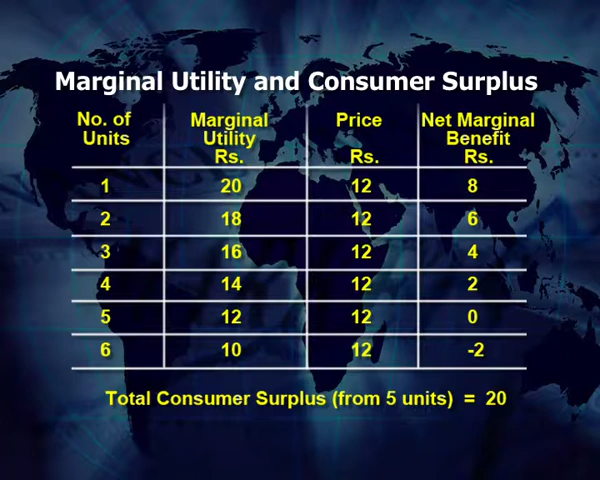 Marginal Utility and Consumer Surplus
No. of Units Marginal Utility Rs. Price Rs. Net Marginal Benefit Rs.
1 20 12 8
2 18 12 6
3 16 12 4
4 14 12 2
5 12 12 0
6 10 12 -2
Total Consumer Surplus (from 5 units) = 20